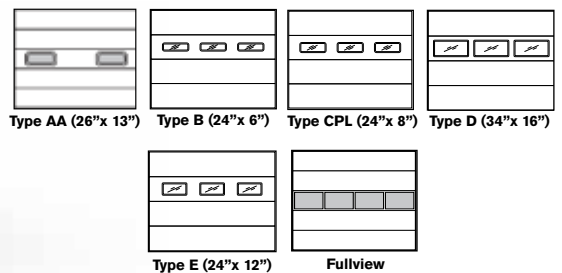 Type AA (26”x 13”) Type B (24”x 6”) Type CPL (24”x 8”) Type D (34”x 16”)
Type E (24”x 12”) Fullview